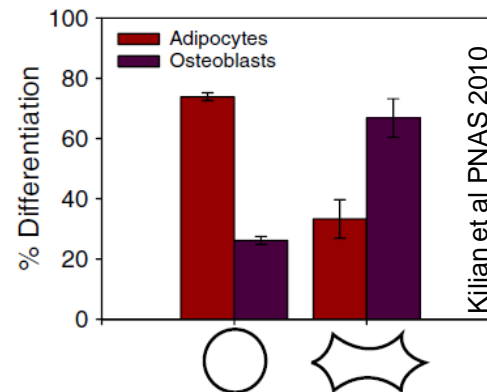 100
80
60
40
20
0
% Differentiation
Adipocytes
Osteoblasts
Kilian et al PNAS 2010